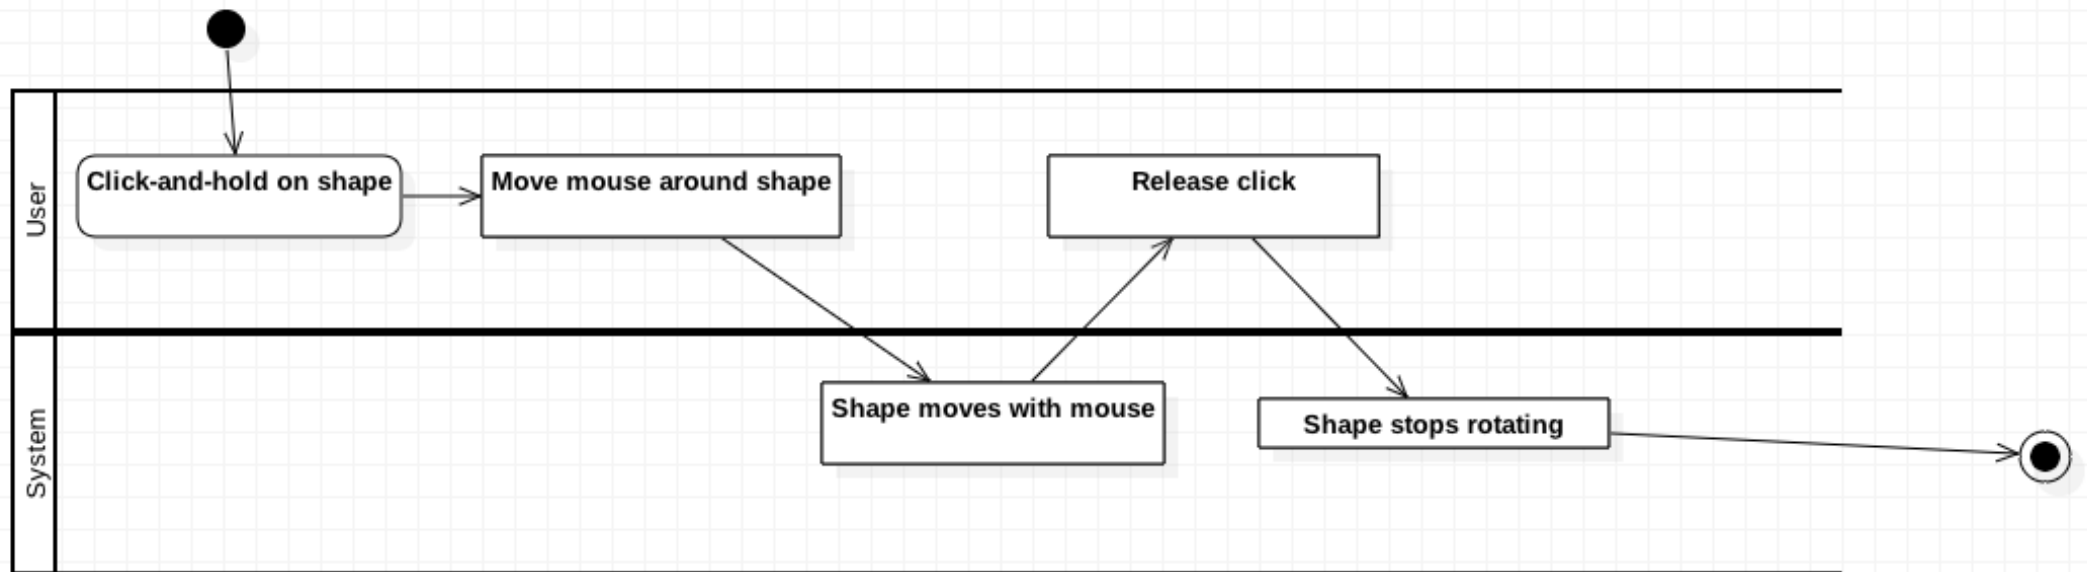 User
Click-and-hold on shape
Move mouse around shape
Release click
System
Shape moves with mouse
Shape stops rotating